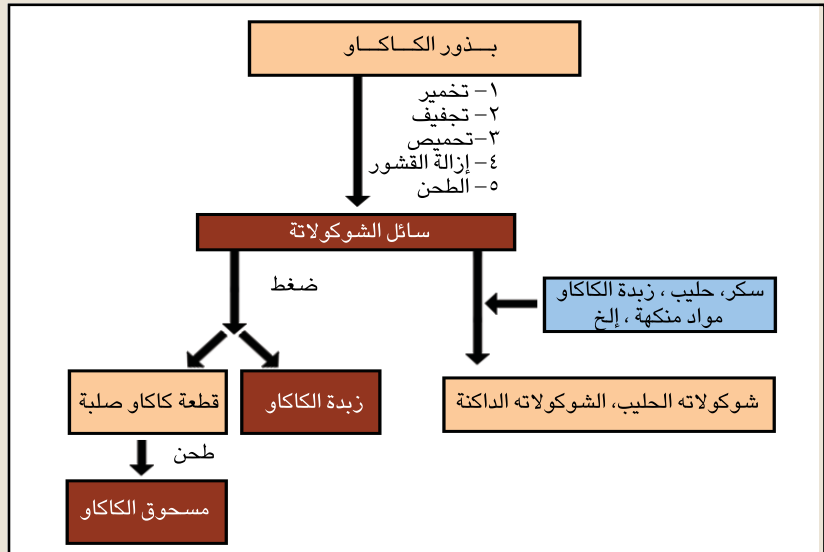 بــذور الكــاكــاو
١- تخمير
٢- تجفيف
٣-تحميص
٤- إزالة القشور
٥- الطحن
سائل الشوكولاتة
ضغط
سكر، حليب ، زبدة الكاكاو
مواد منكهة ، إلخ
شوكولاته الحليب، الشوكولاته الداكنة
زبدة الكاكاو
قطعة كاكاو صلبة
طحن
مسحوق الكاكاو